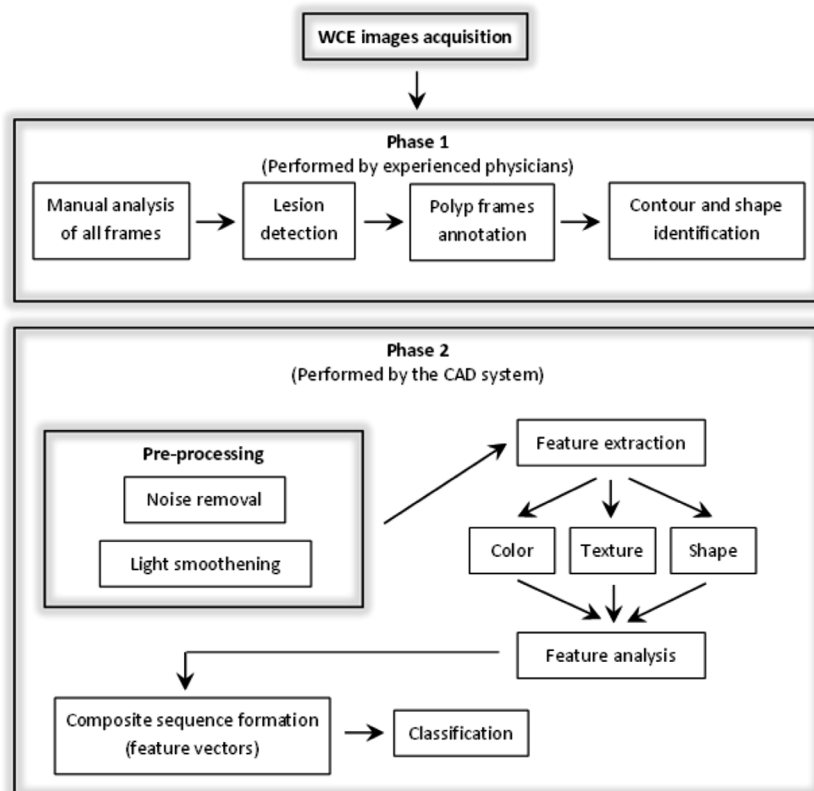 WCE images acquisition
Phase 1
(Performed by experienced physicians)
Manual analysis
of all frames
Lesion
detection
Polyp frames
annotation
Contour and shape
identification
Phase 2
(Performed by the CAD system)
Pre-processing
Noise removal
Light smoothening
Feature extraction
Color
Texture
Shape
Feature analysis
Composite sequence formation
(feature vectors)
Classification